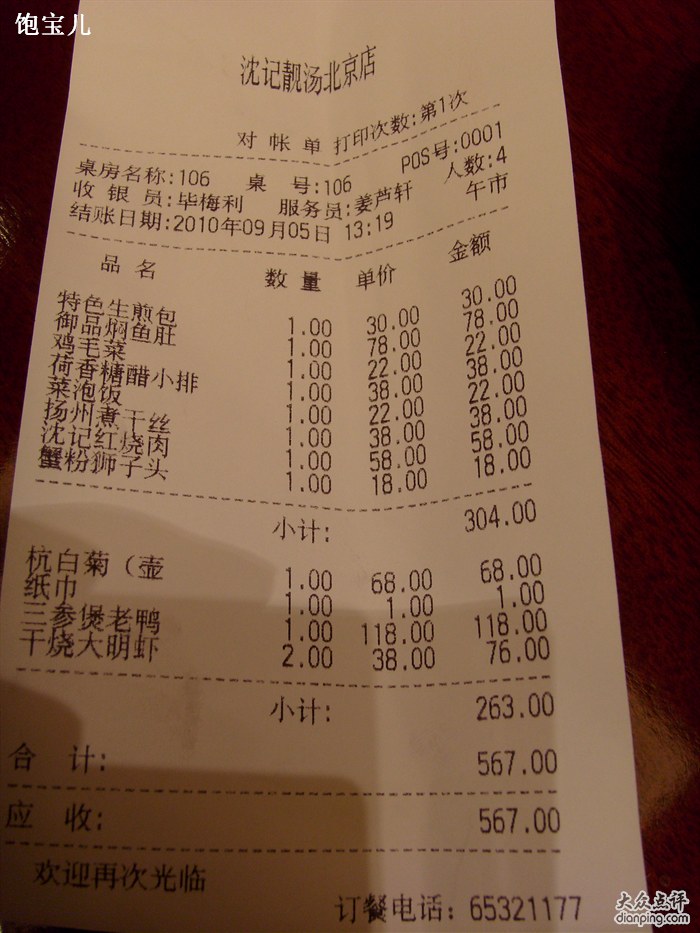 饱宝儿
沈记靓汤北京店
对 帐 单 打印次数:第1次
POS号:0001
桌房名称:106 桌 号:106 人数:4
收 银 员:毕梅利 服务员:姜芦轩 午市
结账日期:2010年09月05日 13:19
品 名 数 量 单价 金额
特色生煎包 1.00 30.00 30.00
御品焖鱼肚 1.00 78.00 78.00
鸡毛菜 1.00 22.00 22.00
荷香糖醋小排 1.00 38.00 38.00
菜泡饭 1.00 22.00 22.00
扬州煮干丝 1.00 38.00 38.00
沈记红烧肉 1.00 58.00 58.00
蟹粉狮子头 1.00 18.00 18.00
小计: 304.00
杭白菊（壶 1.00 68.00 68.00
纸巾 1.00 1.00 1.00
三参煲老鸭 1.00 118.00 118.00
干烧大明虾 2.00 38.00 76.00
小计: 263.00
合 计: 567.00
应 收: 567.00
欢迎再次光临
订餐电话: 65321177
大众点评
dianping.com